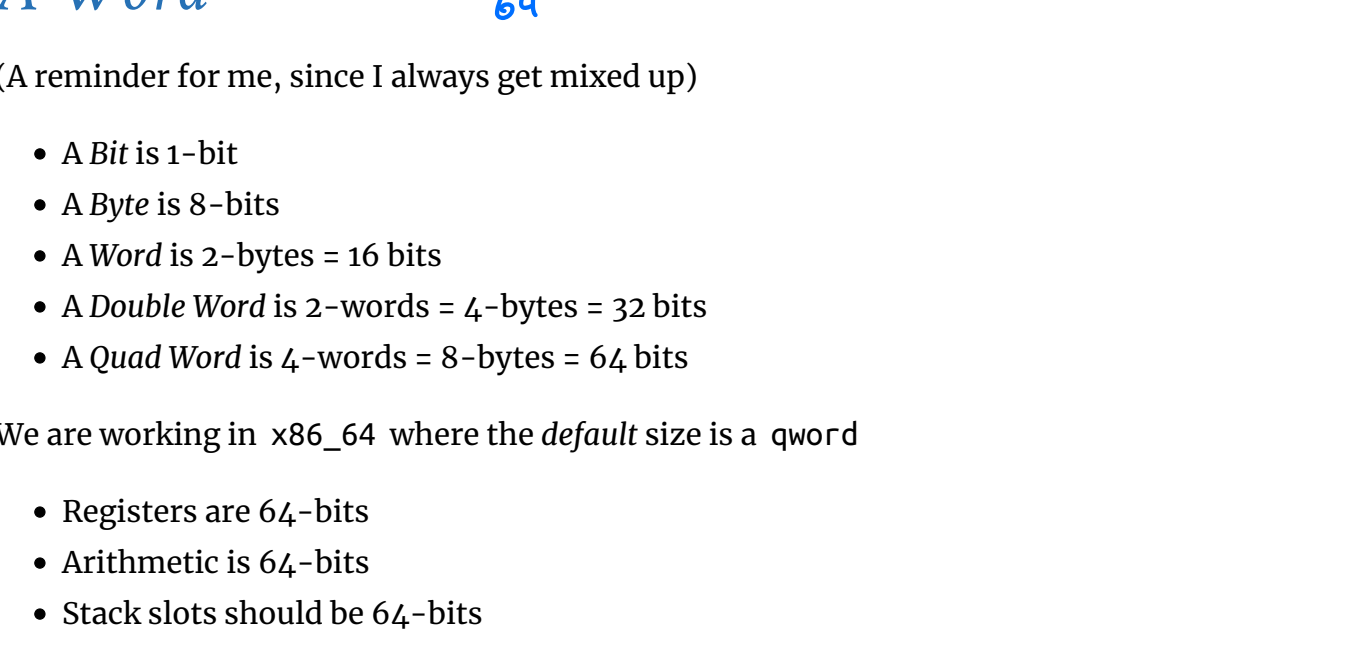 A Word
64
(A reminder for me, since I always get mixed up)
• A Bit is 1-bit
• A Byte is 8-bits
• A Word is 2-bytes = 16 bits
• A Double Word is 2-words = 4-bytes = 32 bits
• A Quad Word is 4-words = 8-bytes = 64 bits
We are working in x86_64 where the default size is a qword
• Registers are 64-bits
• Arithmetic is 64-bits
• Stack slots should be 64-bits